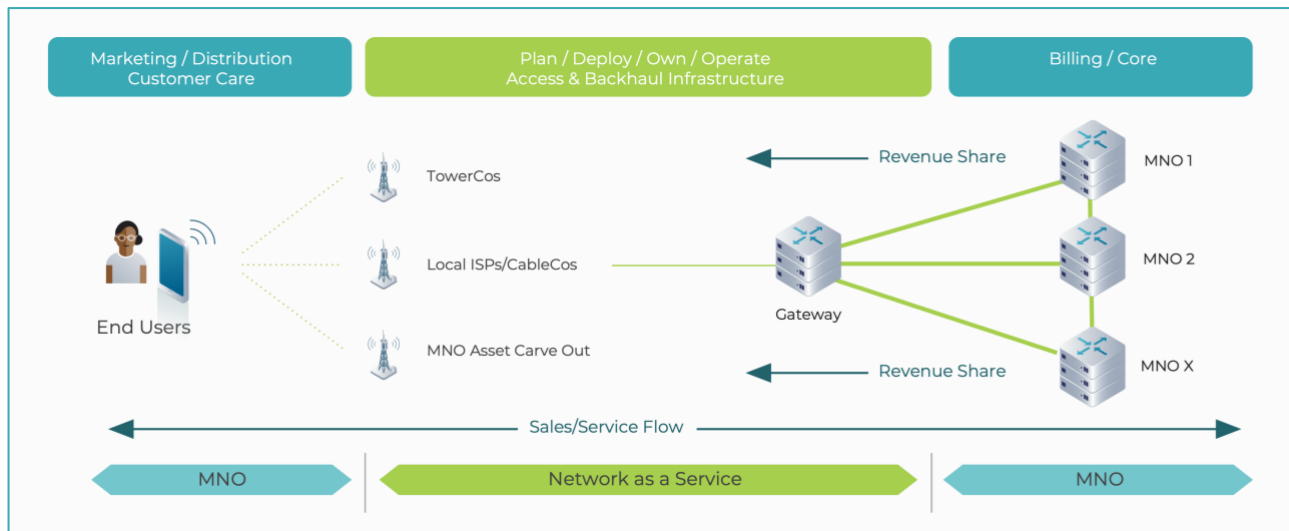 Marketing / Distribution
Customer Care
Plan / Deploy / Own / Operate
Access & Backhaul Infrastructure
Billing / Core
Revenue Share
MNO 1
TowerCos
Local ISPs/CableCos
MNO 2
Gateway
End Users
MNO Asset Carve Out
Revenue Share
MNO X
Sales/Service Flow
MNO
Network as a Service
MNO